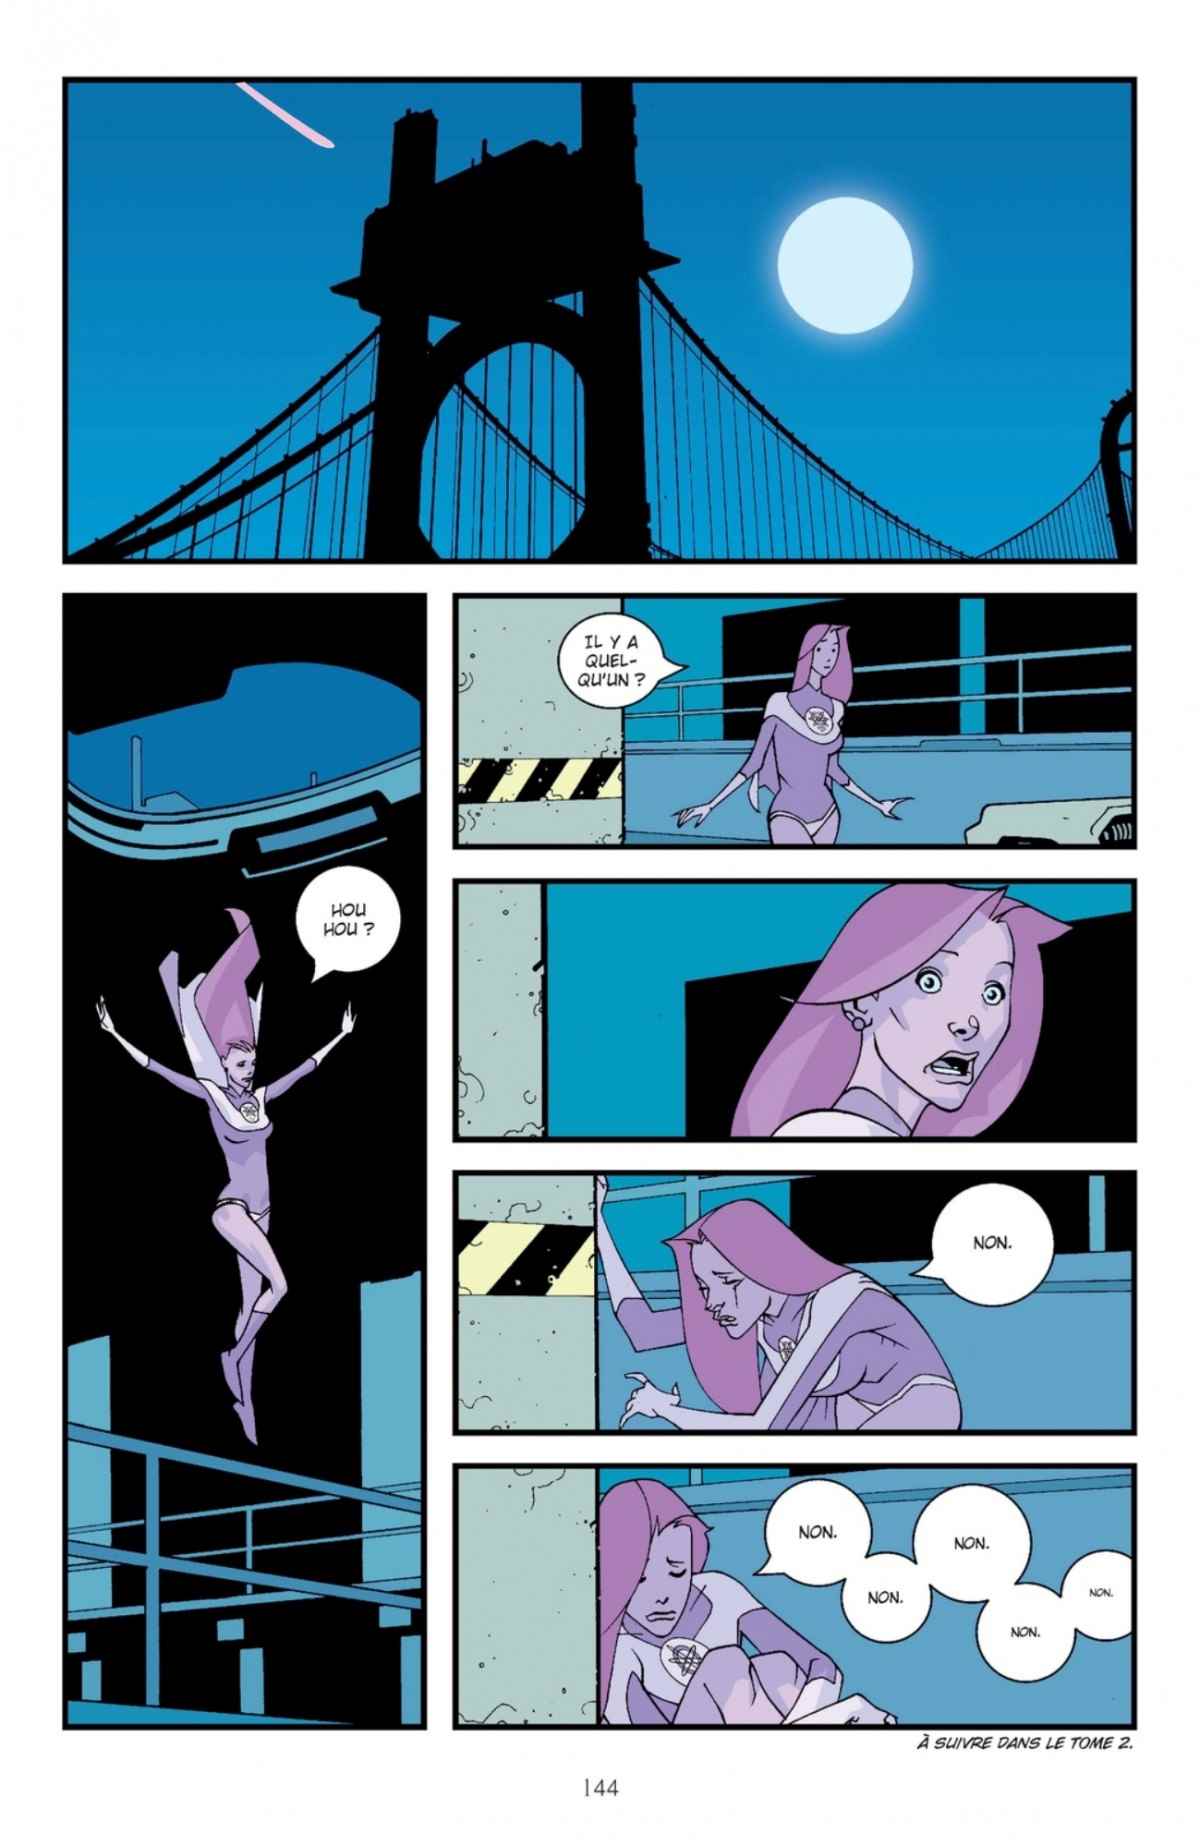 HOU
HOU ?
IL Y A
QUEL-
QU'UN ?
NON.
NON.
NON.
NON.
NON.
NON.
À SUIVRE DANS LE TOME 2.
144